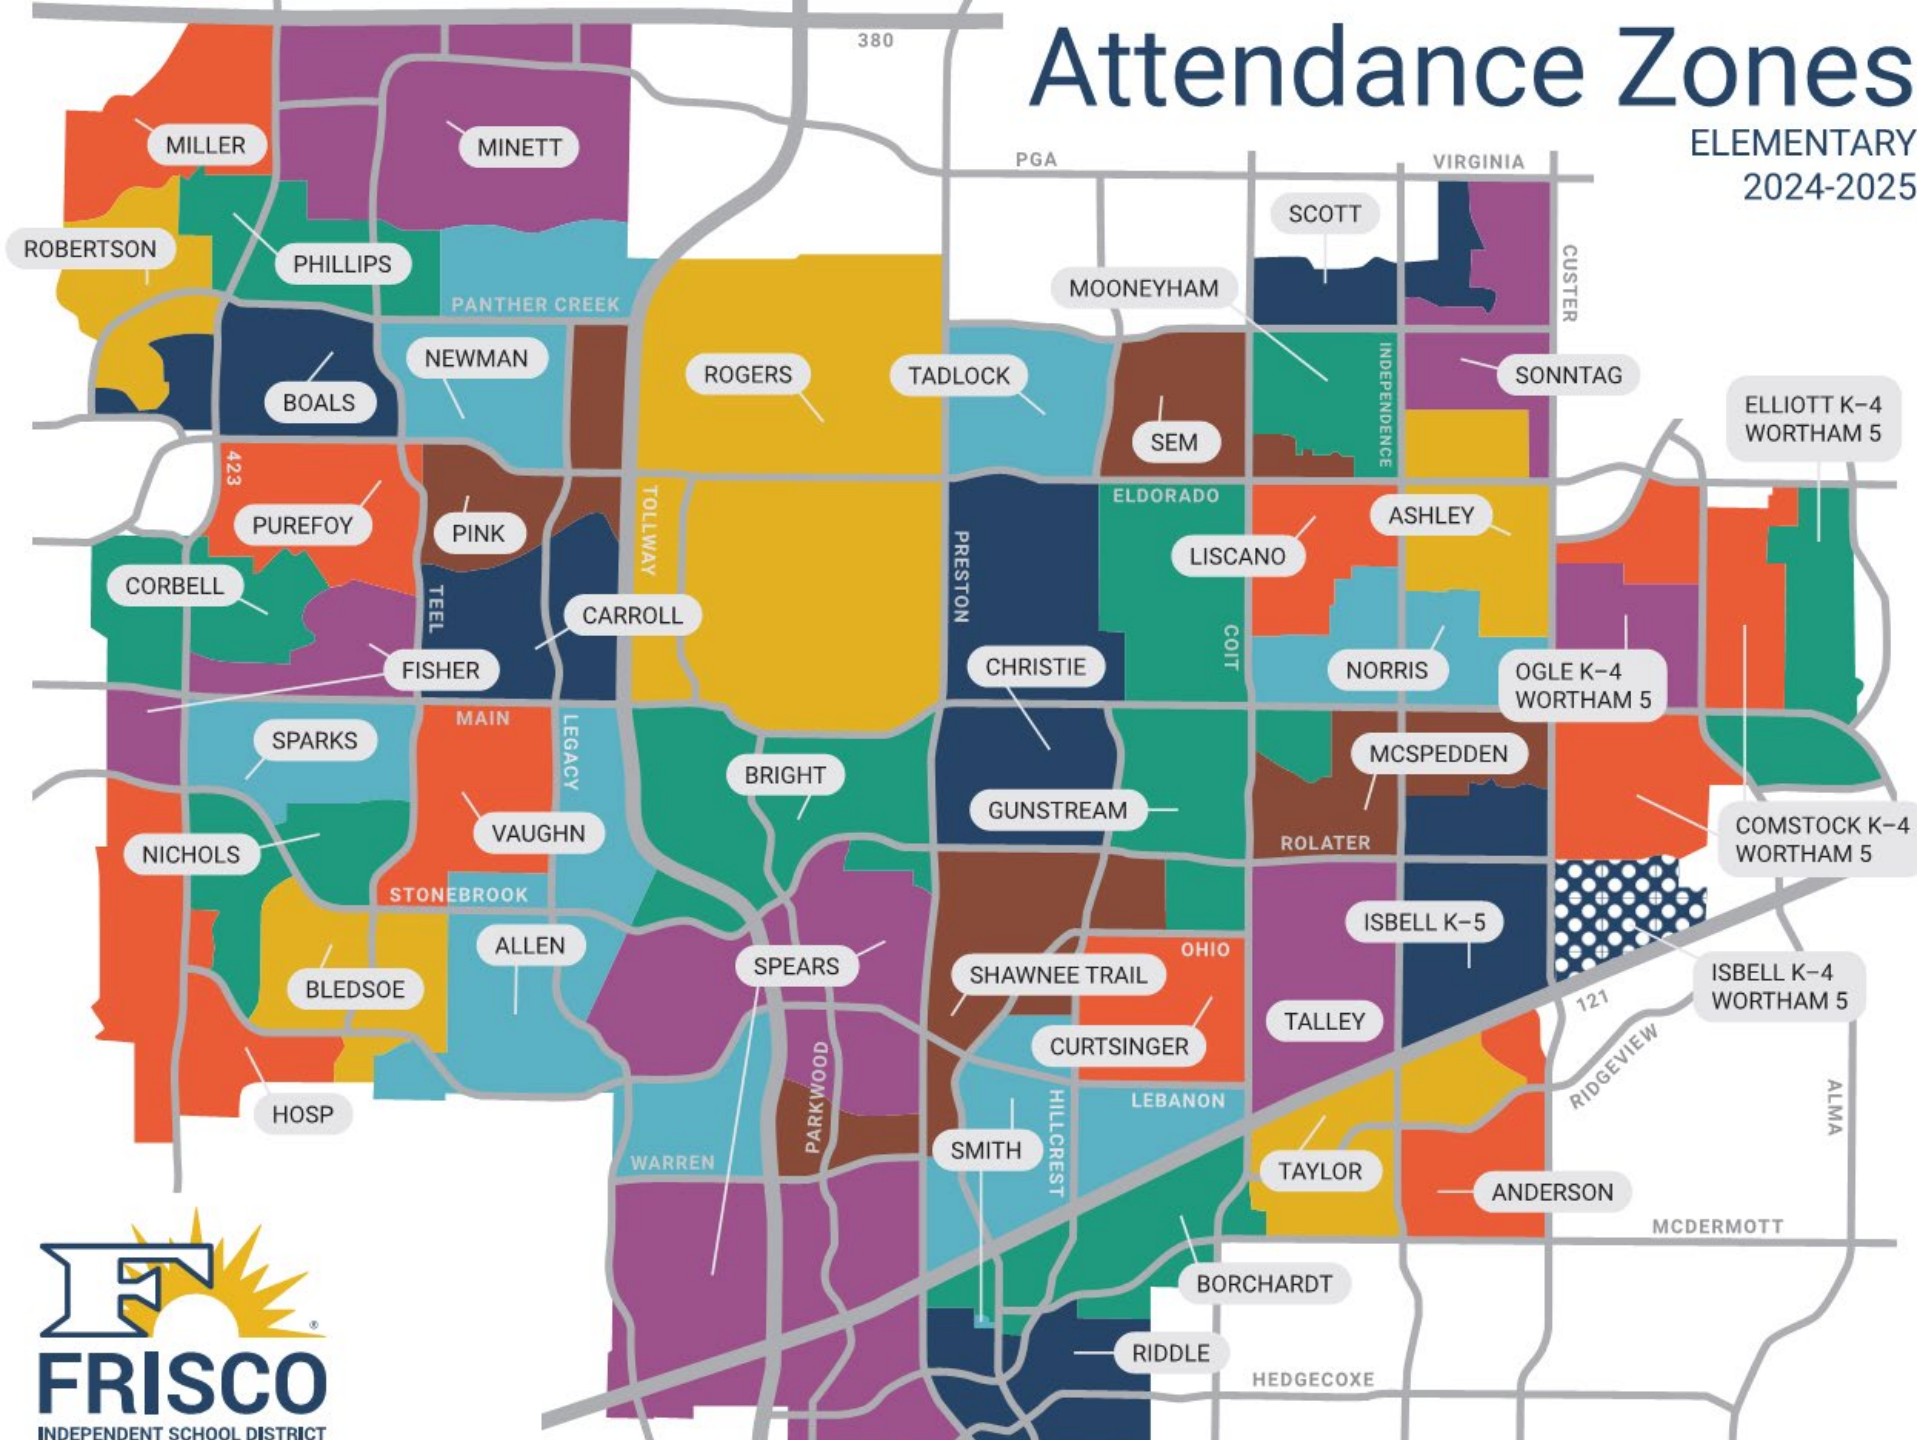 Attendance Zones
ELEMENTARY
2024-2025
380
MILLER
MINETT
PGA
VIRGINIA
SCOTT
ROBERTSON
PHILLIPS
CUSTER
MOONEYHAM
PANTHER CREEK
NEWMAN
INDEPENDENCE
ROGERS
TADLOCK
SONNTAG
BOALS
SEM
ELLIOTT K–4
WORTHAM 5
423
TOLLWAY
ELDORADO
PUREFOY
PINK
ASHLEY
PRESTON
LISCANO
CORBELL
TEEL
CARROLL
COIT
FISHER
CHRISTIE
NORRIS
OGLE K–4
WORTHAM 5
MAIN
LEGACY
SPARKS
MCSPEDDEN
BRIGHT
GUNSTREAM
VAUGHN
ROLATER
COMSTOCK K–4
WORTHAM 5
NICHOLS
STONEBROOK
ISBELL K–5
ALLEN
OHIO
SPEARS
SHAWNEE TRAIL
ISBELL K–4
WORTHAM 5
BLEDSOE
121
TALLEY
CURTSINGER
RIDGEVIEW
PARKWOOD
HILLCREST
LEBANON
ALMA
HOSP
SMITH
WARREN
TAYLOR
ANDERSON
MCDERMOTT
BORCHARDT
®
RIDDLE
HEDGECOXE
F
FRISCO
INDEPENDENT SCHOOL DISTRICT